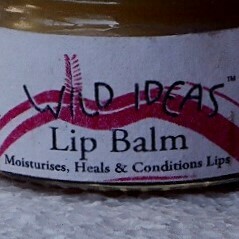 WILD IDEAS™
Lip Balm
Moisturises, Heals & Conditions Lips